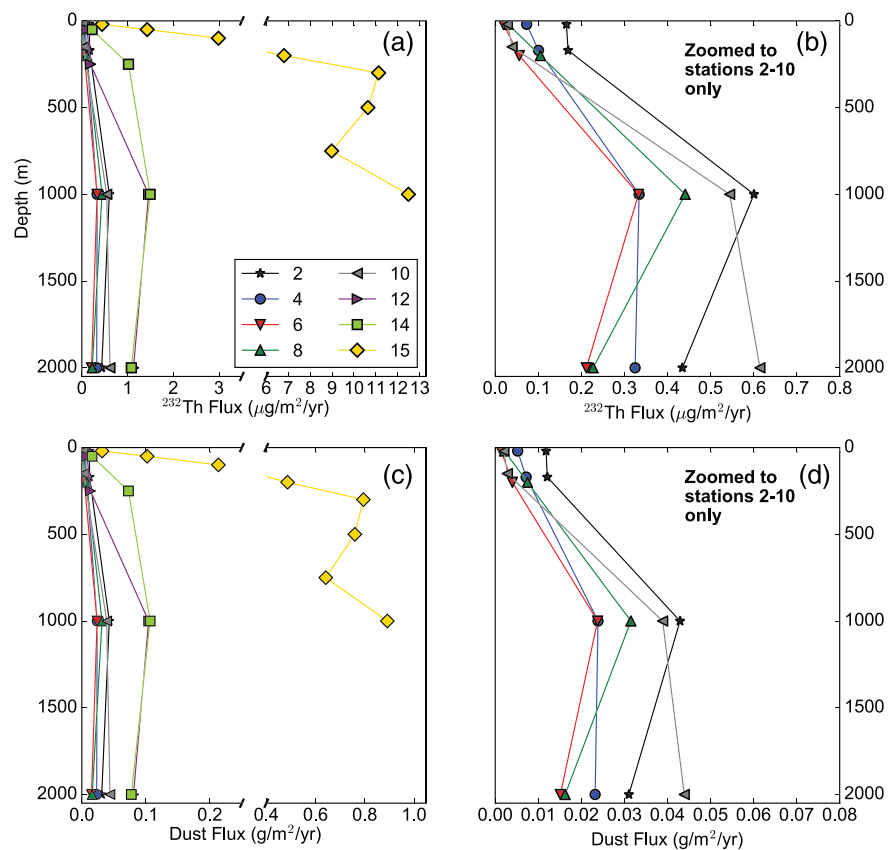 (a)
0
500
1000
1500
2000
Depth (m)
2
4
6
8
10
12
14
15
0 1 2 3 6 7 8 9 10 11 12 13
²³²Th Flux (μg/m²/yr)
(b)
Zoomed to
stations 2-10
only
0
500
1000
1500
2000
0.0 0.1 0.2 0.3 0.4 0.5 0.6 0.7 0.8
²³²Th Flux (μg/m²/yr)
(c)
0
500
1000
1500
2000
0.0 0.1 0.2 0.4 0.6 0.8 1.0
Dust Flux (g/m²/yr)
(d)
Zoomed to
stations 2-10
only
0
500
1000
1500
2000
0.00 0.01 0.02 0.03 0.04 0.05 0.06 0.07 0.08
Dust Flux (g/m²/yr)